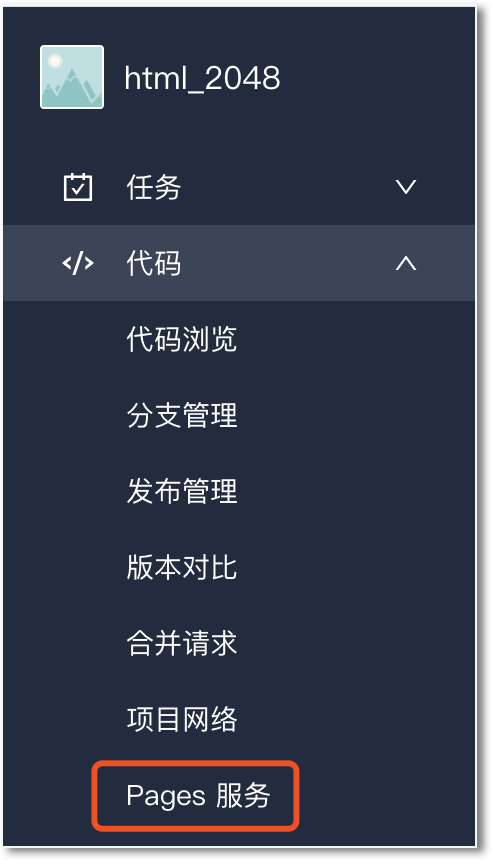 html_2048
任务
代码
代码浏览
分支管理
发布管理
版本对比
合并请求
项目网络
Pages 服务